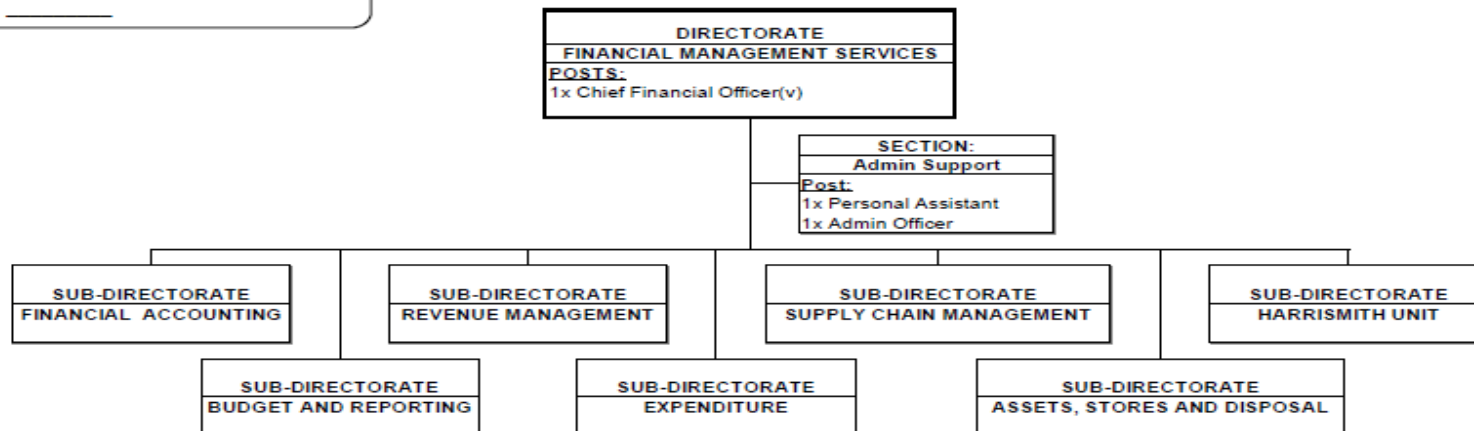 DIRECTORATE
FINANCIAL MANAGEMENT SERVICES
POSTS:
1x Chief Financial Officer(v)
SECTION:
Admin Support
Post:
1x Personal Assistant
1x Admin Officer
SUB-DIRECTORATE
FINANCIAL ACCOUNTING
SUB-DIRECTORATE
REVENUE MANAGEMENT
SUB-DIRECTORATE
SUPPLY CHAIN MANAGEMENT
SUB-DIRECTORATE
HARRISMITH UNIT
SUB-DIRECTORATE
BUDGET AND REPORTING
SUB-DIRECTORATE
EXPENDITURE
SUB-DIRECTORATE
ASSETS, STORES AND DISPOSAL